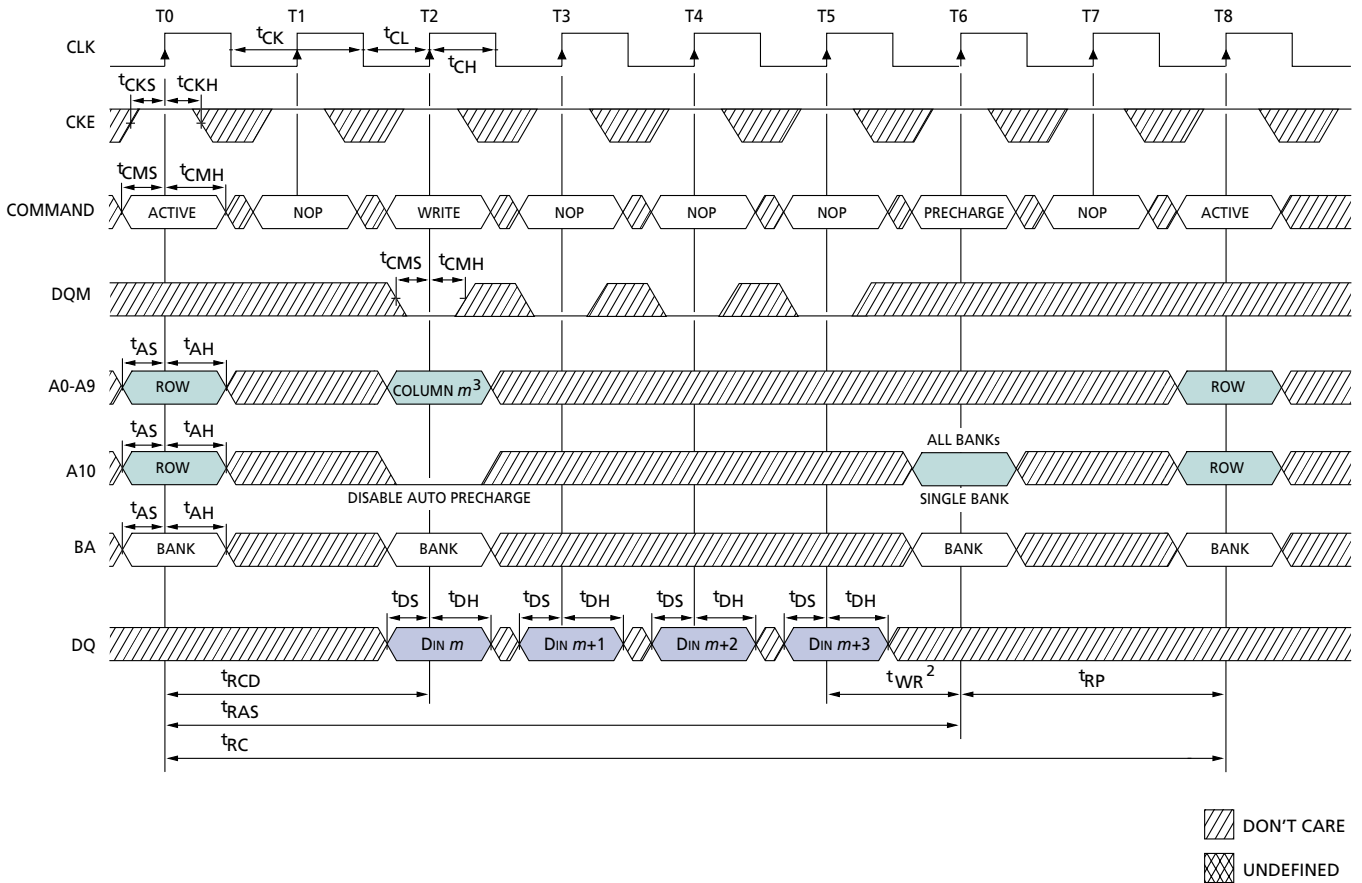 T0 T1 T2 T3 T4 T5 T6 T7 T8
CLK tCK tCL tCH
tCKS tCKH
CKE
tCMS tCMH
COMMAND ACTIVE NOP WRITE NOP NOP NOP PRECHARGE NOP ACTIVE
tCMS tCMH
DQM
tAS tAH
A0-A9 ROW COLUMN m3 ROW
tAS tAH ALL BANKs
A10 ROW ROW
DISABLE AUTO PRECHARGE SINGLE BANK
tAS tAH
BA BANK BANK BANK BANK
tDS tDH tDS tDH tDS tDH tDS tDH
DQ DIN m DIN m+1 DIN m+2 DIN m+3
tRCD tWR2 tRP
tRAS
tRC
DON'T CARE
UNDEFINED